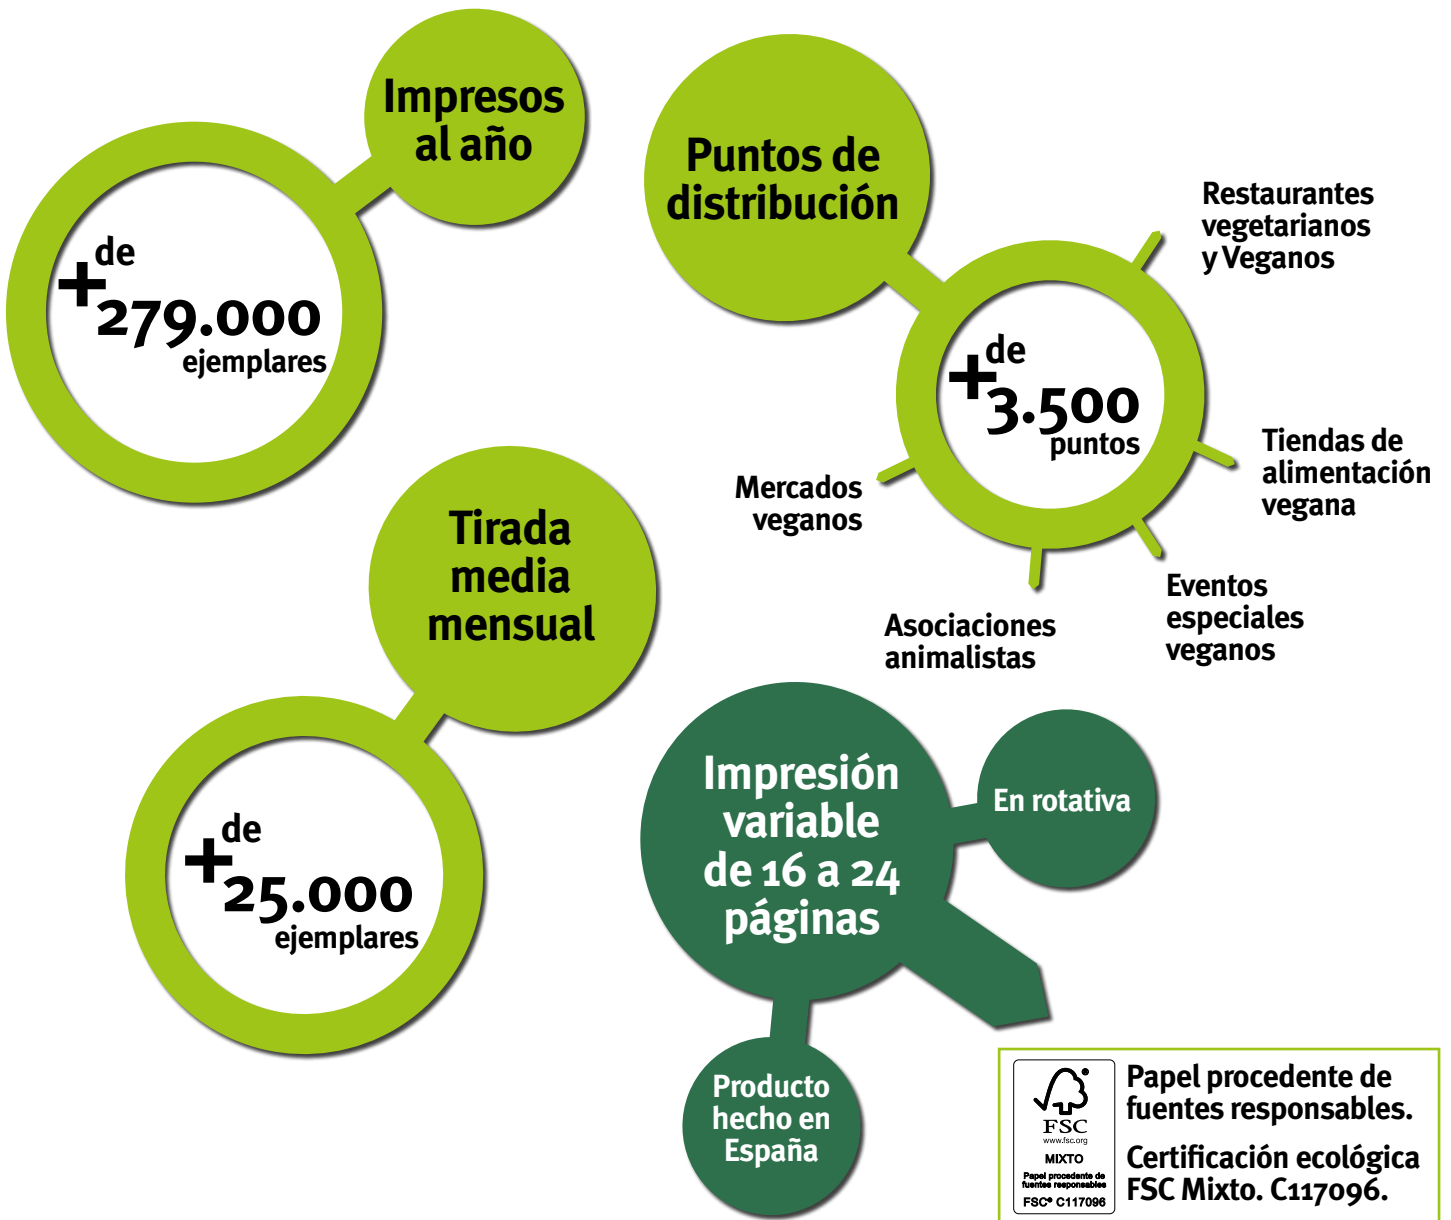 Impresos
al año
+de
279.000
ejemplares
Puntos de
distribución
+de
3.500
puntos
Restaurantes
vegetarianos
y Veganos
Tiendas de
alimentación
vegana
Eventos
especiales
veganos
Asociaciones
animalistas
Mercados
veganos
Tirada
media
mensual
+de
25.000
ejemplares
Impresión
variable
de 16 a 24
páginas
En rotativa
Producto
hecho en
España
FSC
www.fsc.org
MIXTO
Papel procedente de
fuentes responsables
FSC® C117096
Papel procedente de
fuentes responsables.
Certificación ecológica
FSC Mixto. C117096.